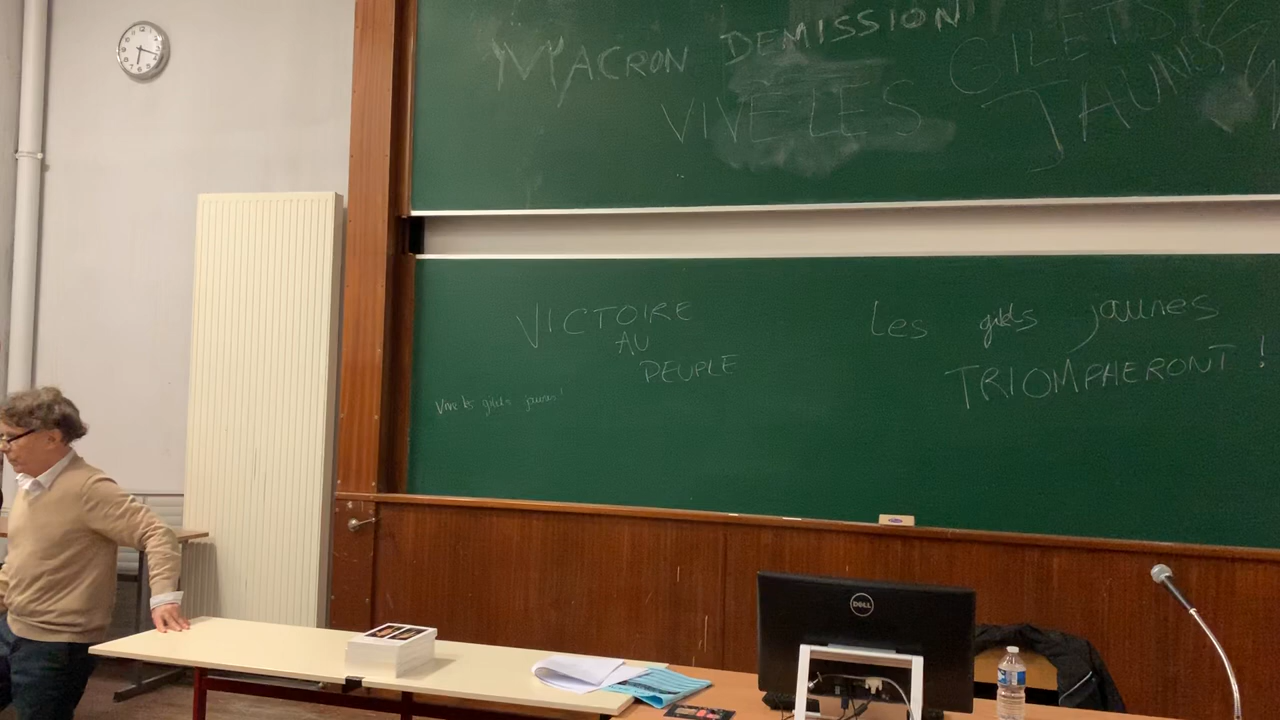 MACRON DEMISSION
VIVE LES GILETS
JAUNES
VICTOIRE
AU
PEUPLE
Vive les gilets jaunes !
Les gilets jaunes
TRIOMPHERONT !
DELL